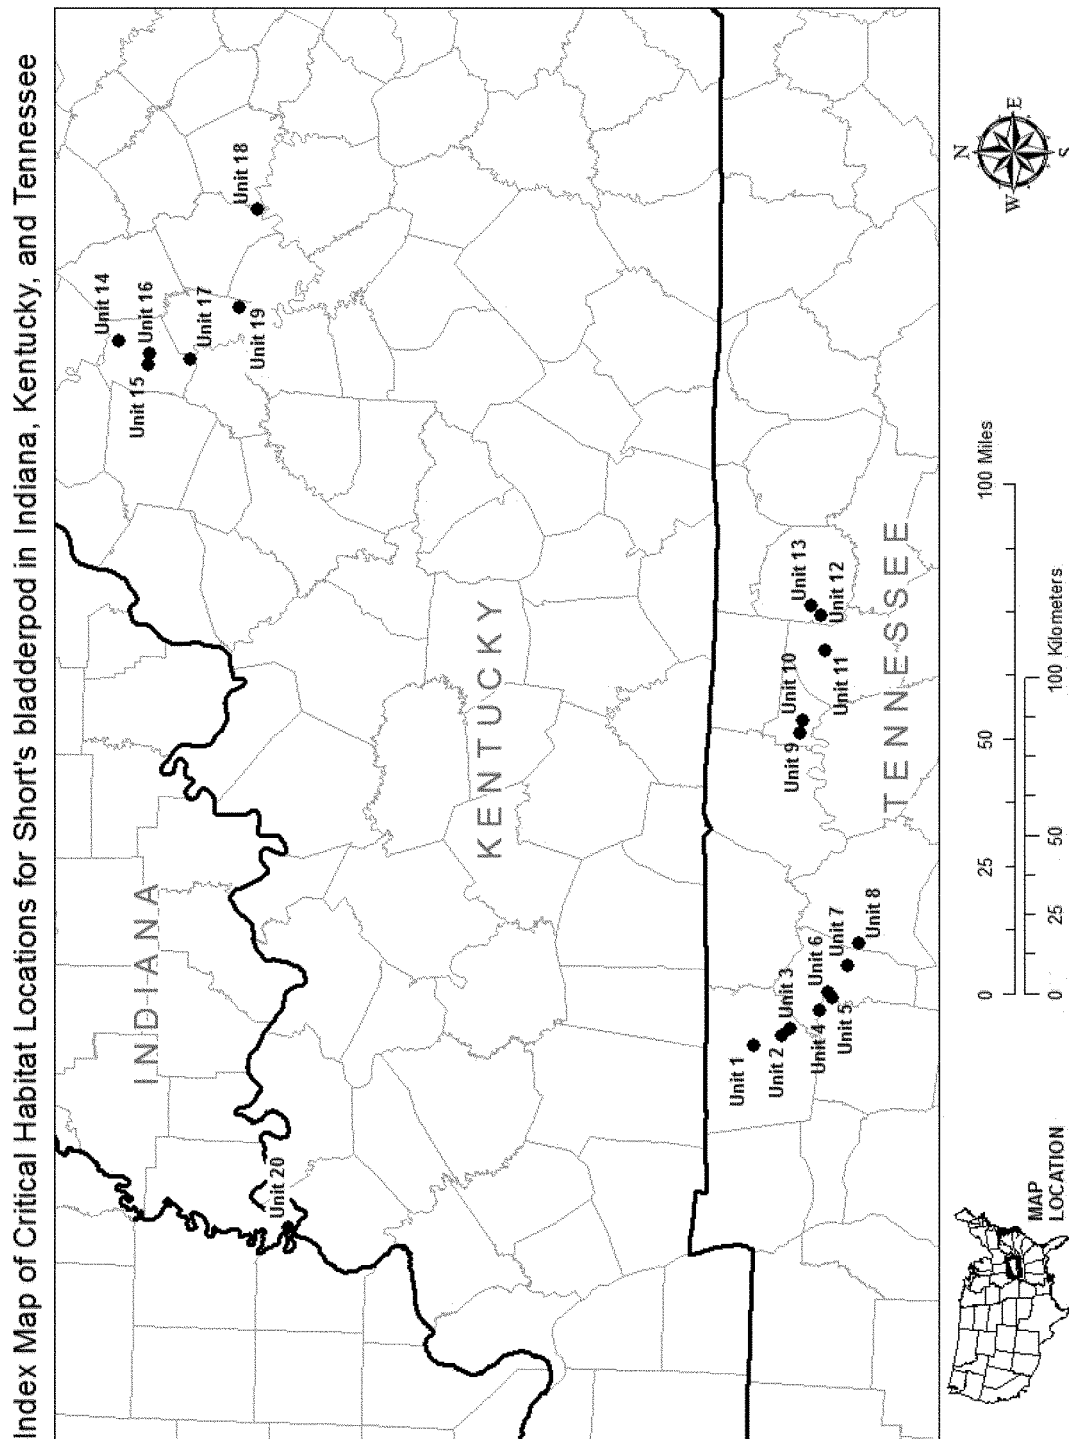 Index Map of Critical Habitat Locations for Short's bladderpod in Indiana, Kentucky, and Tennessee
INDIANA
Unit 14
Unit 15
Unit 16
Unit 17
Unit 18
Unit 19
Unit 20
KENTUCKY
Unit 1
Unit 2
Unit 3
Unit 4
Unit 5
Unit 6
Unit 7
Unit 8
Unit 9
Unit 10
Unit 11
Unit 12
Unit 13
TENNESSEE
MAP
LOCATION
0 25 50 100 Miles
0 25 50 100 Kilometers
N
W E
S